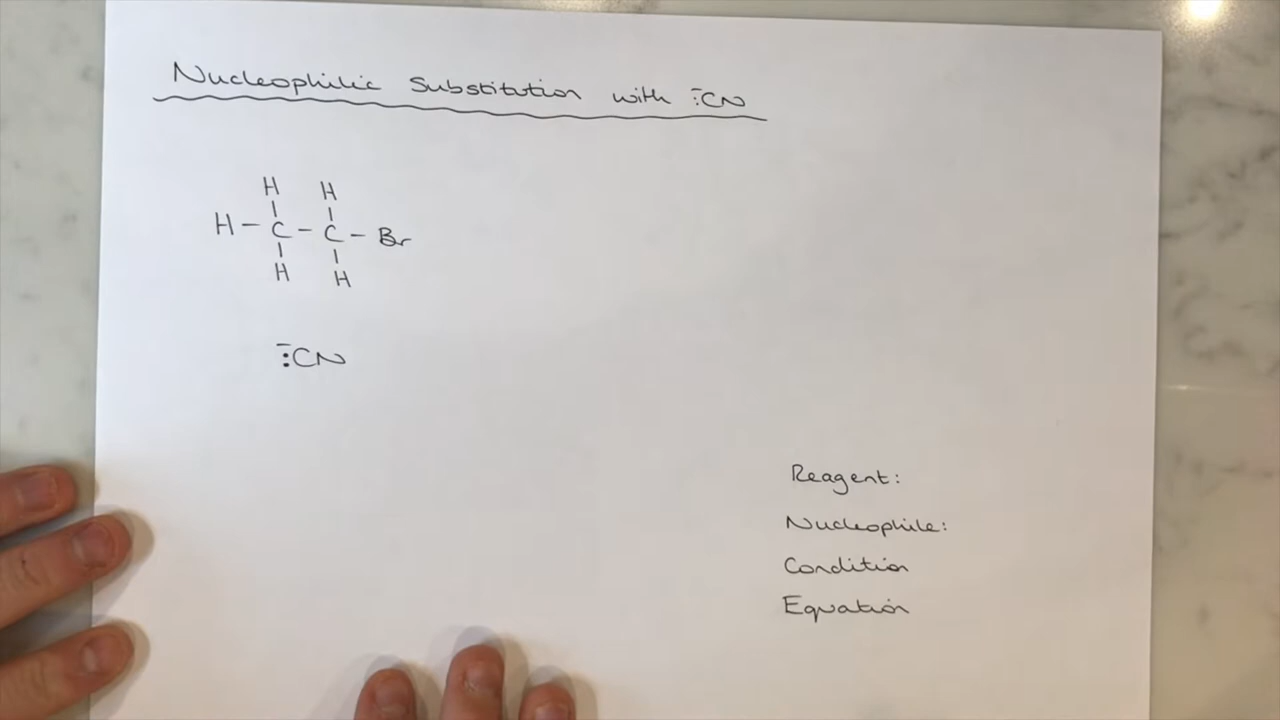 Nucleophilic Substitution with :⁻CN
H H
H - C - C - Br
H H
:⁻CN
Reagent:
Nucleophile:
Condition
Equation